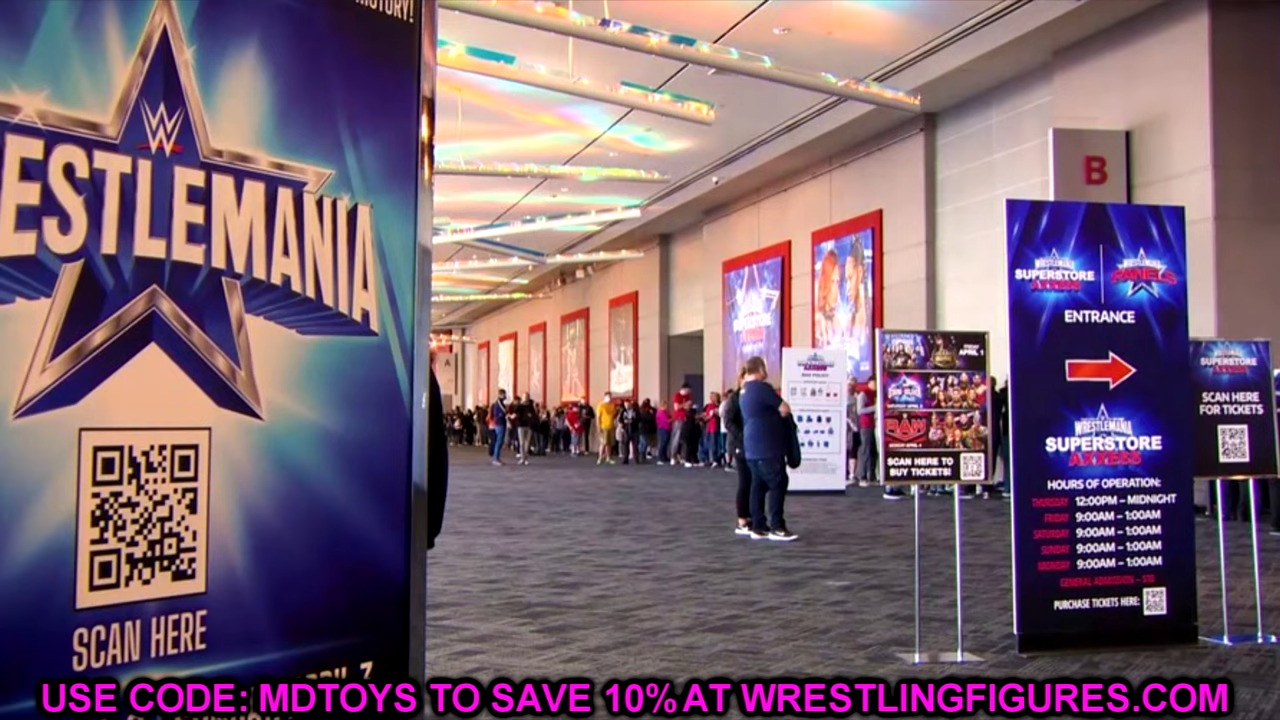 HISTORY!
W
ESTLEMANIA
SCAN HERE
B
SUPERSTORE
AXXESS
PANELS
ENTRANCE
WRESTLEMANIA
SUPERSTORE
AXXESS
HOURS OF OPERATION:
THURSDAY 12:00PM – MIDNIGHT
FRIDAY 9:00AM – 1:00AM
SATURDAY 9:00AM – 1:00AM
SUNDAY 9:00AM – 1:00AM
MONDAY 9:00AM – 1:00AM
GENERAL ADMISSION – $10
PURCHASE TICKETS HERE:
APRIL 1
RAW
SCAN HERE TO
BUY TICKETS!
SUPERSTORE
AXXESS
SCAN HERE
FOR TICKETS
USE CODE: MDTOYS TO SAVE 10% AT WRESTLINGFIGURES.COM